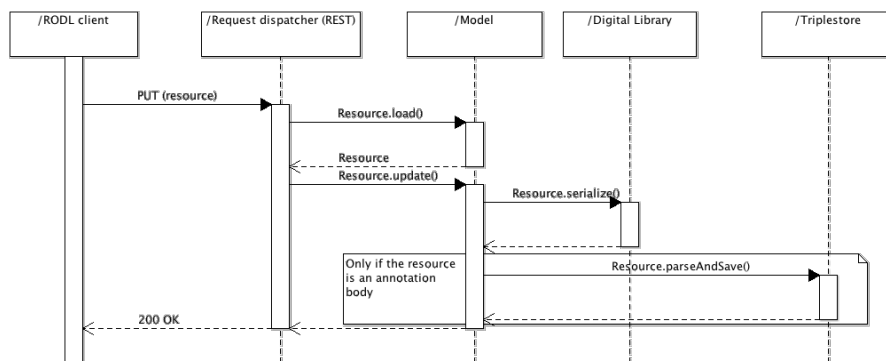 /RODL client
/Request dispatcher (REST)
/Model
/Digital Library
/Triplestore
PUT (resource)
Resource.load()
Resource
Resource.update()
Resource.serialize()
Only if the resource
is an annotation
body
Resource.parseAndSave()
200 OK